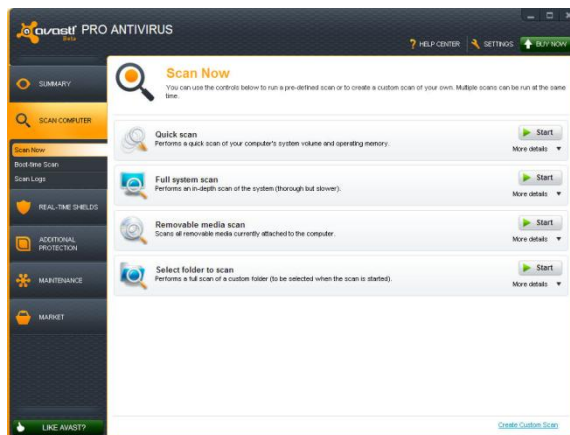 avast! PRO ANTIVIRUS
Beta
? HELP CENTER SETTINGS BUY NOW
SUMMARY
SCAN COMPUTER
Scan Now
Boot-time Scan
Scan Logs
REAL-TIME SHIELDS
ADDITIONAL
PROTECTION
MAINTENANCE
MARKET
LIKE AVAST?
Scan Now
You can use the controls below to run a pre-defined scan or to create a custom scan of your own. Multiple scans can be run at the same
time.
Quick scan
Performs a quick scan of your computer's system volume and operating memory.
Start
More details
Full system scan
Performs an in-depth scan of the system (thorough but slower).
Start
More details
Removable media scan
Scans all removable media currently attached to the computer.
Start
More details
Select folder to scan
Performs a full scan of a custom folder (to be selected when the scan is started).
Start
More details
Create Custom Scan